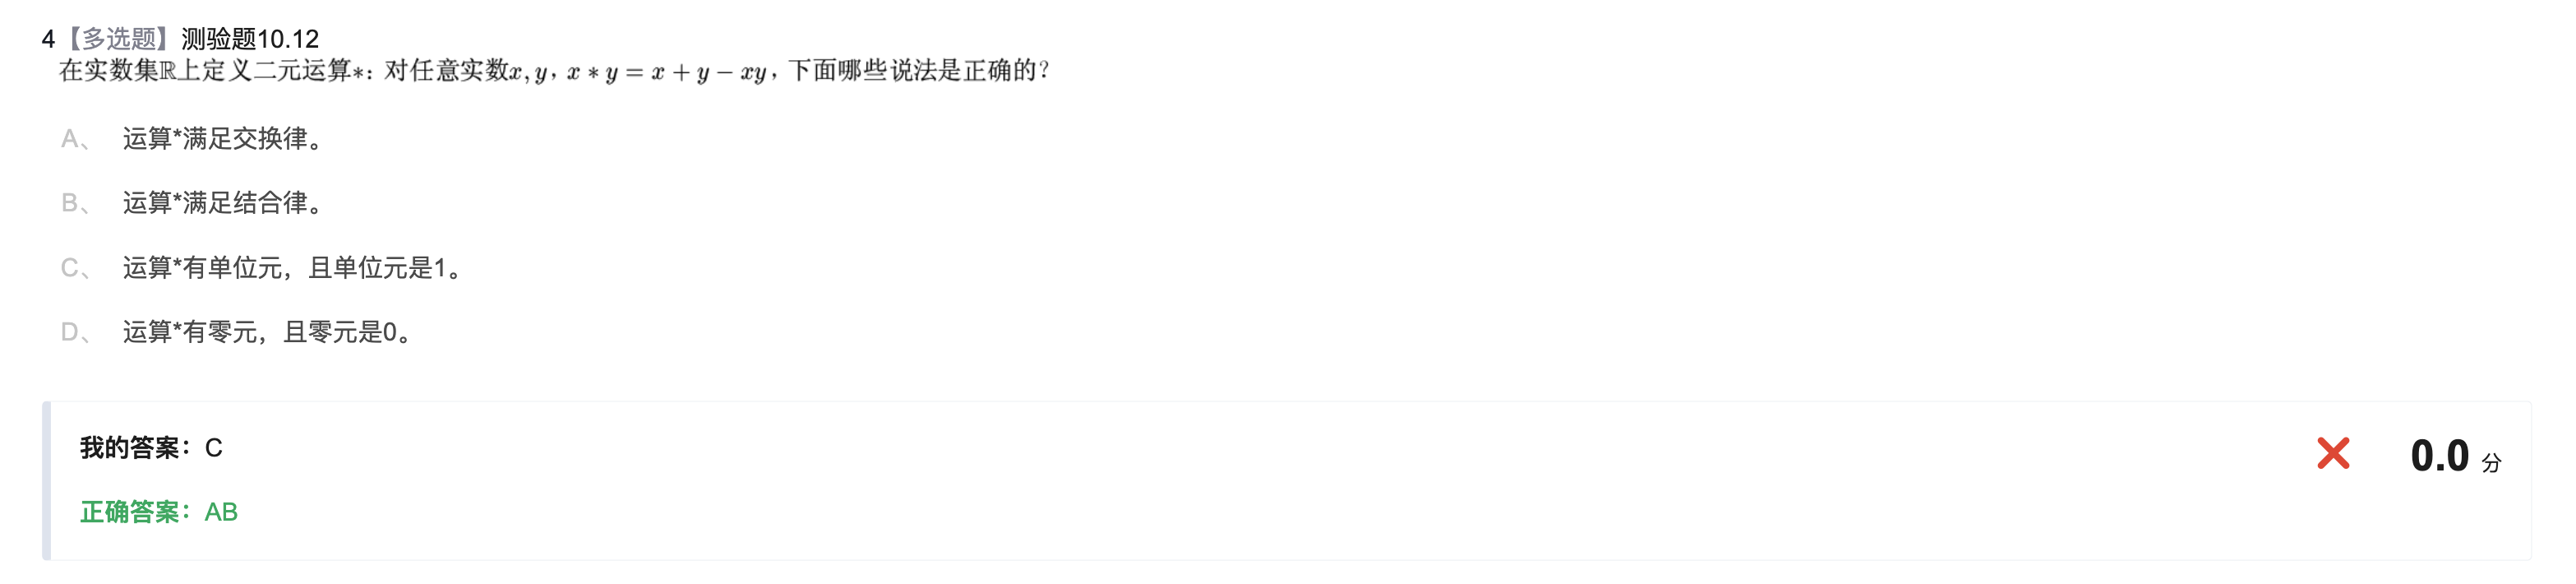 4【多选题】测验题10.12
在实数集ℝ上定义二元运算∗：对任意实数x, y，x ∗ y = x + y − xy，下面哪些说法是正确的？
A、 运算*满足交换律。
B、 运算*满足结合律。
C、 运算*有单位元，且单位元是1。
D、 运算*有零元，且零元是0。
我的答案：C
0.0 分
正确答案：AB